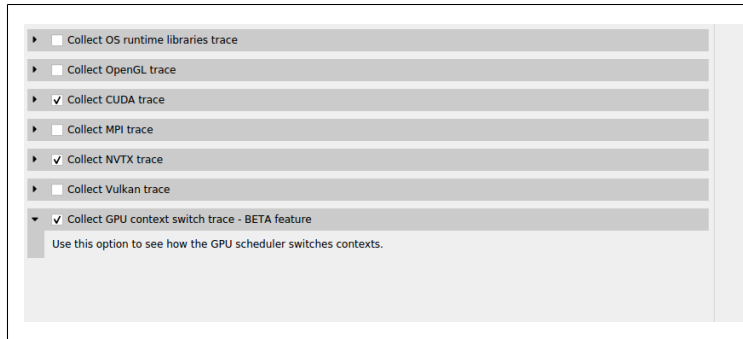 Collect OS runtime libraries trace
Collect OpenGL trace
Collect CUDA trace
Collect MPI trace
Collect NVTX trace
Collect Vulkan trace
Collect GPU context switch trace - BETA feature
Use this option to see how the GPU scheduler switches contexts.